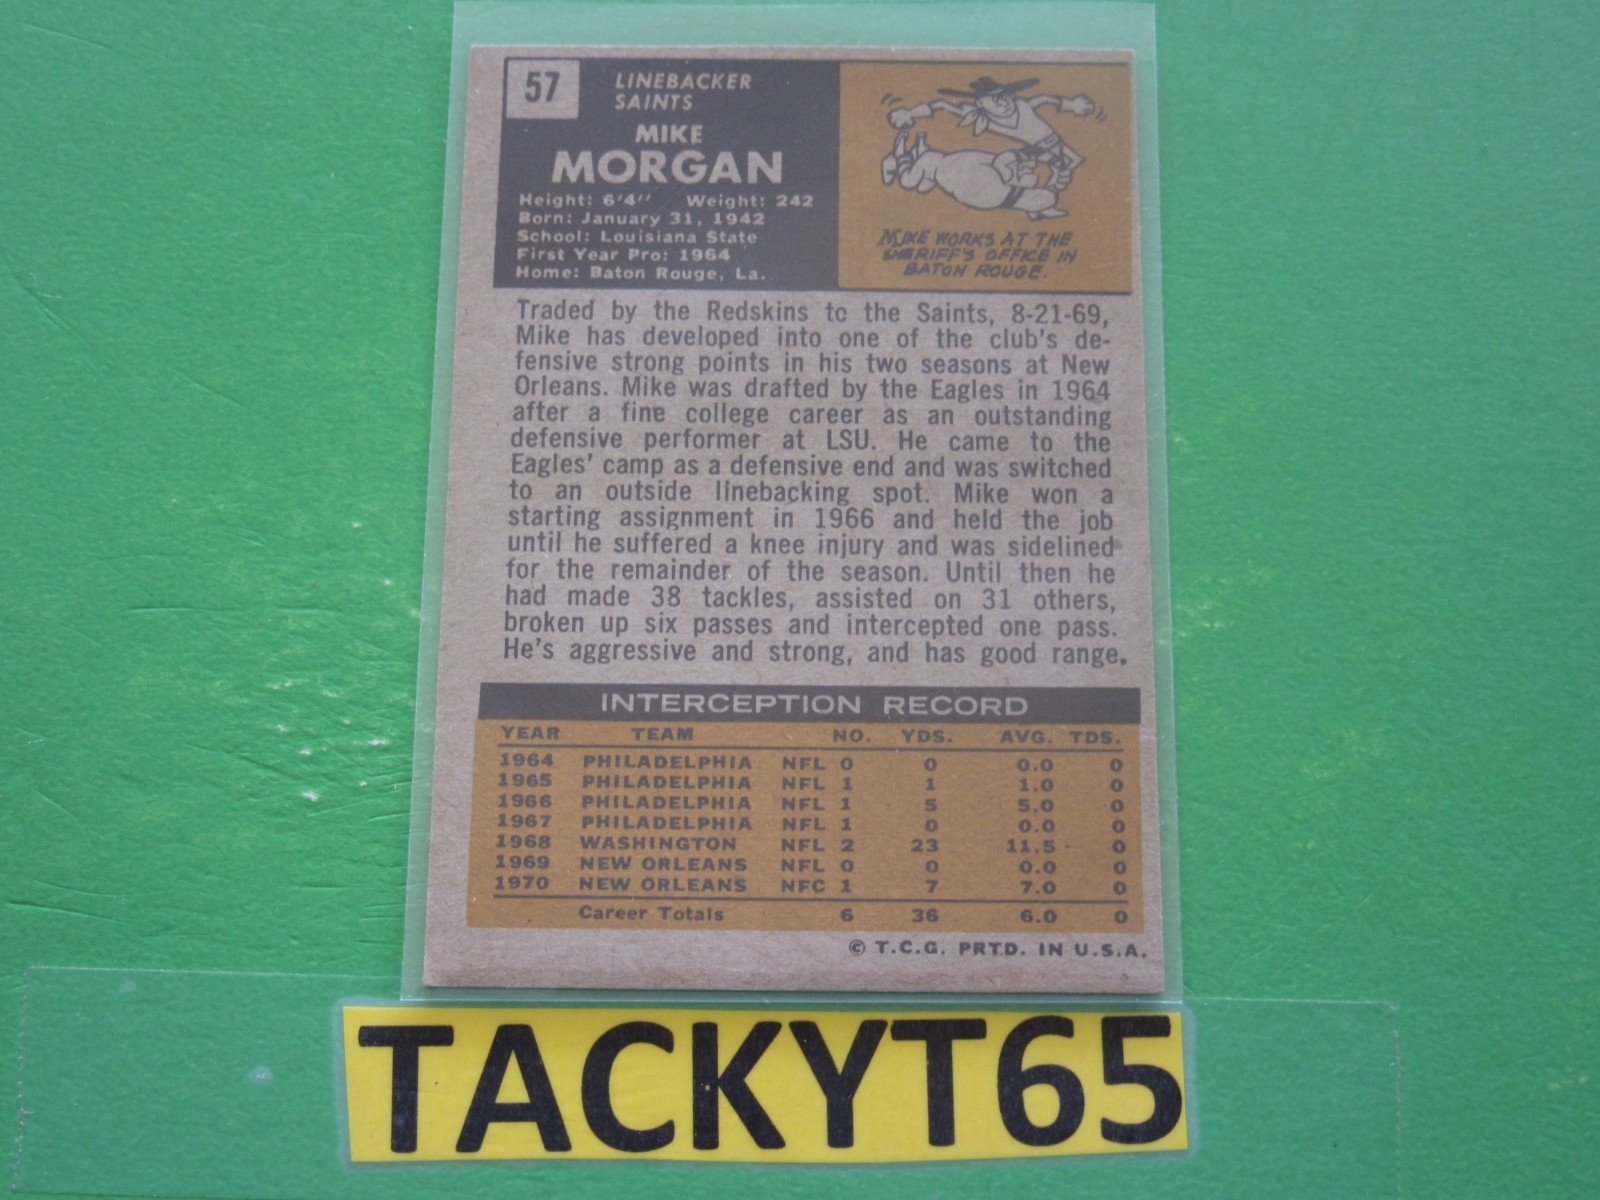 57
LINEBACKER
SAINTS
MIKE
MORGAN
Height: 6'4" Weight: 242
Born: January 31, 1942
School: Louisiana State
First Year Pro: 1964
Home: Baton Rouge, La.
MIKE WORKS AT THE
SHERIFF'S OFFICE IN
BATON ROUGE.
Traded by the Redskins to the Saints, 8-21-69,
Mike has developed into one of the club's de-
fensive strong points in his two seasons at New
Orleans. Mike was drafted by the Eagles in 1964
after a fine college career as an outstanding
defensive performer at LSU. He came to the
Eagles' camp as a defensive end and was switched
to an outside linebacking spot. Mike won a
starting assignment in 1966 and held the job
until he suffered a knee injury and was sidelined
for the remainder of the season. Until then he
had made 38 tackles, assisted on 31 others,
broken up six passes and intercepted one pass.
He's aggressive and strong, and has good range.
INTERCEPTION RECORD
YEAR TEAM NO. YDS. AVG. TDS.
1964 PHILADELPHIA NFL 0 0 0.0 0
1965 PHILADELPHIA NFL 1 1 1.0 0
1966 PHILADELPHIA NFL 1 5 5.0 0
1967 PHILADELPHIA NFL 1 0 0.0 0
1968 WASHINGTON NFL 2 23 11.5 0
1969 NEW ORLEANS NFL 0 0 0.0 0
1970 NEW ORLEANS NFC 1 7 7.0 0
Career Totals 6 36 6.0 0
© T.C.G. PRTD. IN U.S.A.
TACKYT65